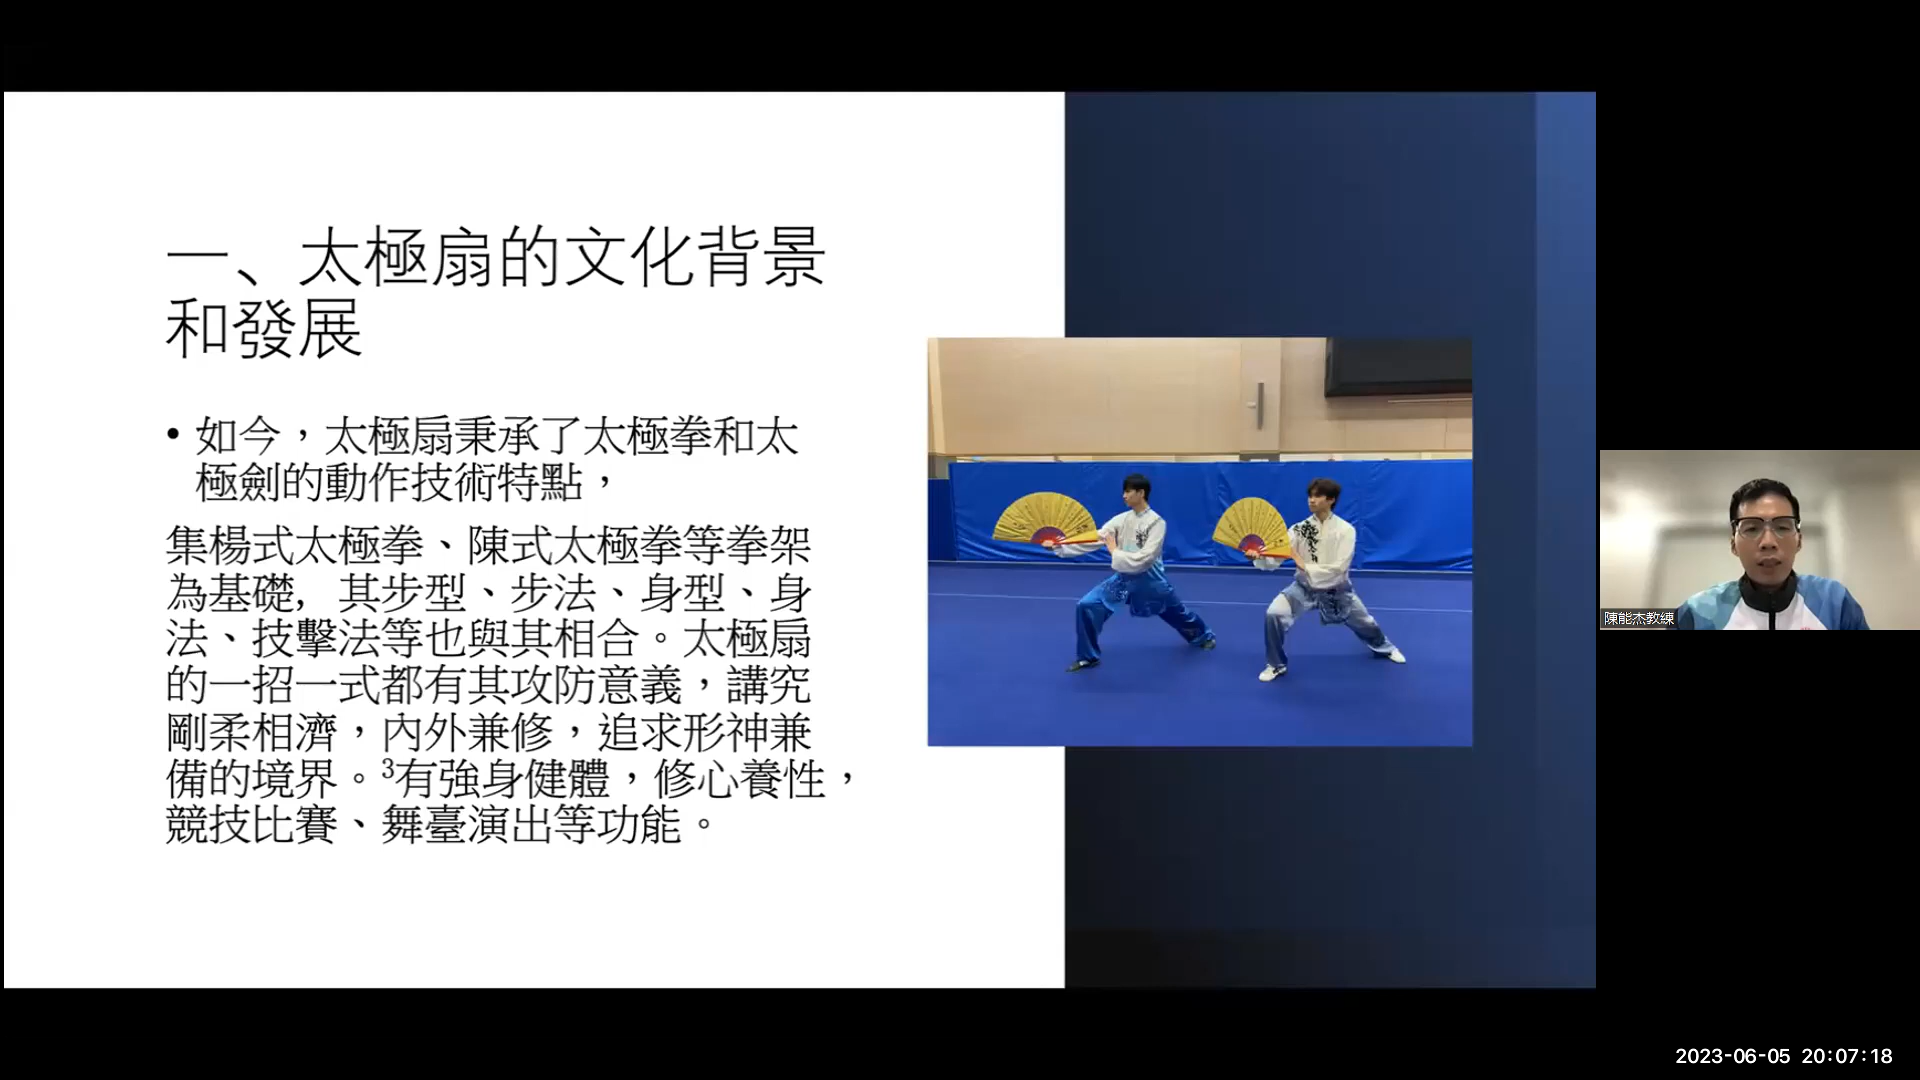 一、太極扇的文化背景
和發展
• 如今，太極扇秉承了太極拳和太
極劍的動作技術特點，
集楊式太極拳、陳式太極拳等拳架
為基礎, 其步型、步法、身型、身
法、技擊法等也與其相合。太極扇
的一招一式都有其攻防意義，講究
剛柔相濟，內外兼修，追求形神兼
備的境界。³有強身健體，修心養性，
競技比賽、舞臺演出等功能。
陳能杰教練
2023-06-05 20:07:18